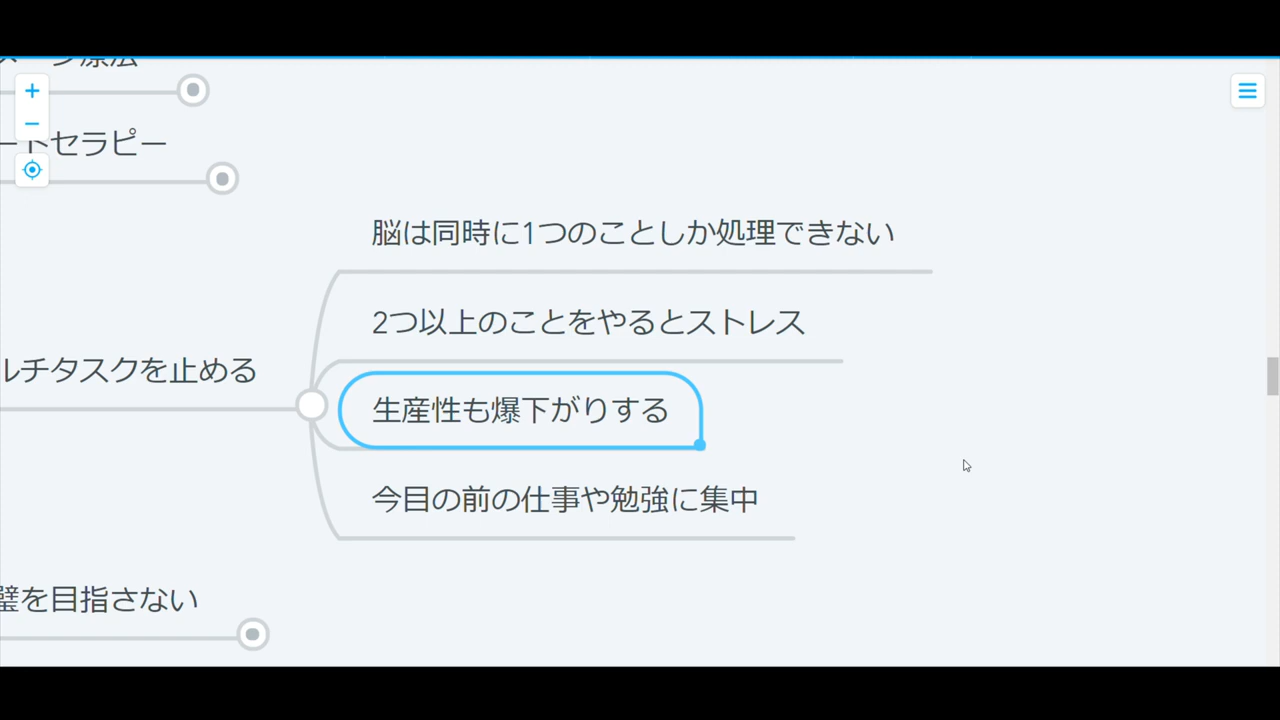 療法
ートセラピー
脳は同時に1つのことしか処理できない
2つ以上のことをやるとストレス
ルチタスクを止める
生産性も爆下がりする
今目の前の仕事や勉強に集中
璧を目指さない